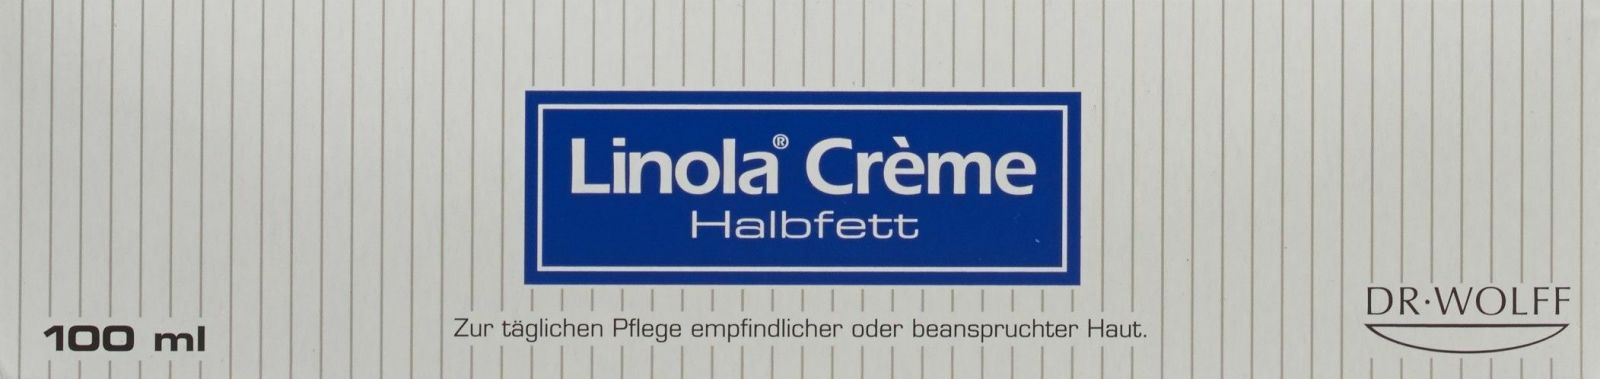 Linola® Crème
Halbfett
Zur täglichen Pflege empfindlicher oder beanspruchter Haut.
100 ml
DR·WOLFF